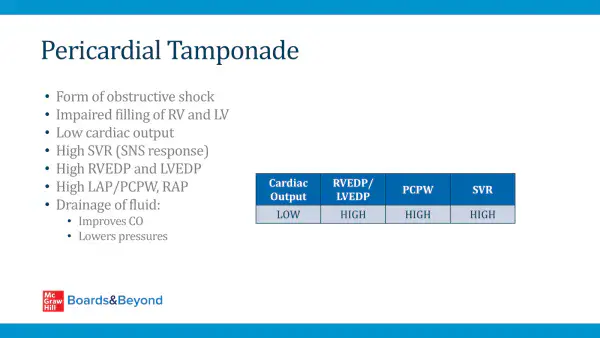 Pericardial Tamponade
• Form of obstructive shock
• Impaired filling of RV and LV
• Low cardiac output
• High SVR (SNS response)
• High RVEDP and LVEDP
• High LAP/PCPW, RAP
• Drainage of fluid:
• Improves CO
• Lowers pressures
Cardiac Output RVEDP/ LVEDP PCPW SVR
LOW HIGH HIGH HIGH
Mc Graw Hill Boards&Beyond